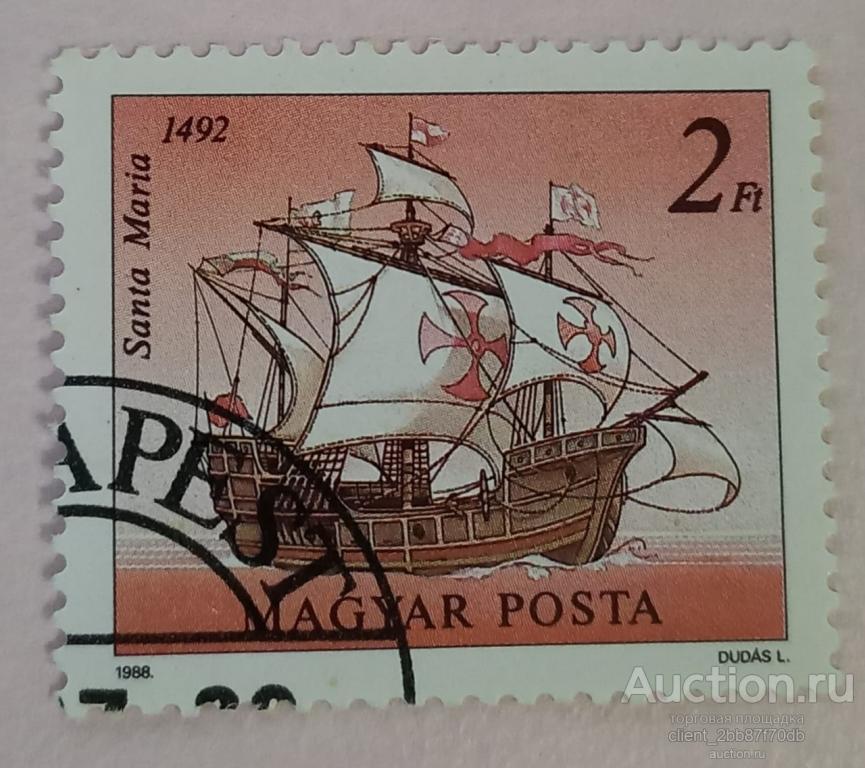 1492
2 Ft
Santa Maria
APEST
MAGYAR POSTA
1988.
DUDÁS L.
Auction.ru
торговая площадка
client_2bb87f70db
auction.ru